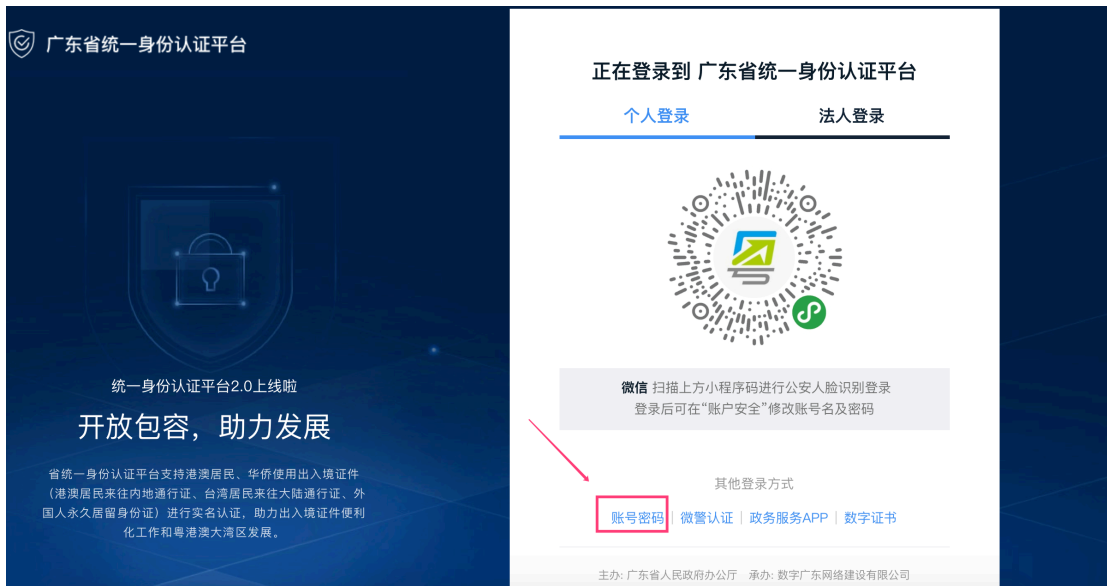 广东省统一身份认证平台
统一身份认证平台2.0上线啦
开放包容，助力发展
省统一身份认证平台支持港澳居民、华侨使用出入境证件
（港澳居民来往内地通行证、台湾居民来往大陆通行证、外
国人永久居留身份证）进行实名认证，助力出入境证件便利
化工作和粤港澳大湾区发展。
正在登录到 广东省统一身份认证平台
个人登录 法人登录
微信 扫描上方小程序码进行公安人脸识别登录
登录后可在“账户安全”修改账号名及密码
其他登录方式
账号密码 | 微警认证 | 政务服务APP | 数字证书
主办: 广东省人民政府办公厅 承办: 数字广东网络建设有限公司